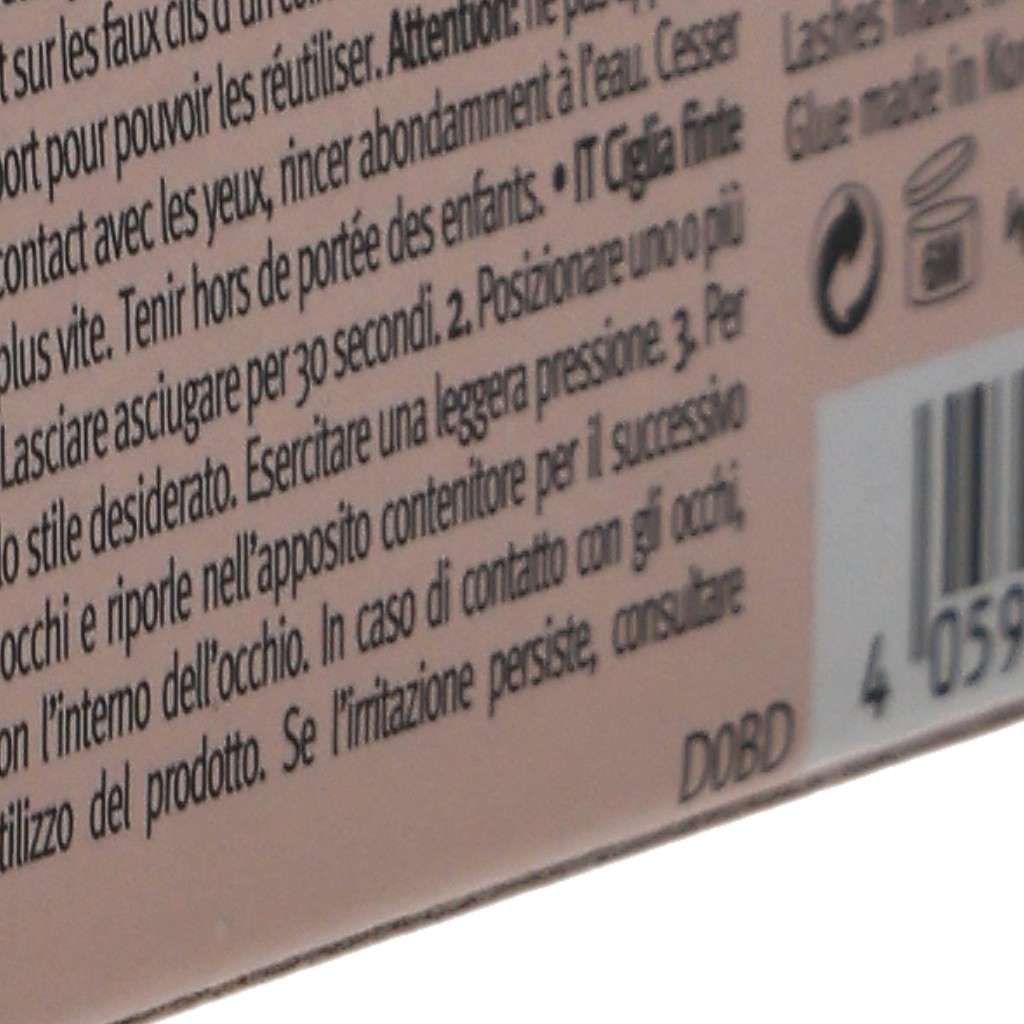 t sur les faux cils d'un
port pour pouvoir les réutiliser. Attention: ne pas
contact avec les yeux, rincer abondamment à l'eau. Cesser
plus vite. Tenir hors de portée des enfants. • IT Ciglia finte
Lasciare asciugare per 30 secondi. 2. Posizionare uno o più
lo stile desiderato. Esercitare una leggera pressione. 3. Per
occhi e riporle nell'apposito contenitore per il successivo
on l'interno dell'occhio. In caso di contatto con gli occhi,
tilizzo del prodotto. Se l'irritazione persiste, consultare
D0BD
Lashes made
Glue made in Kor
6M
4 059